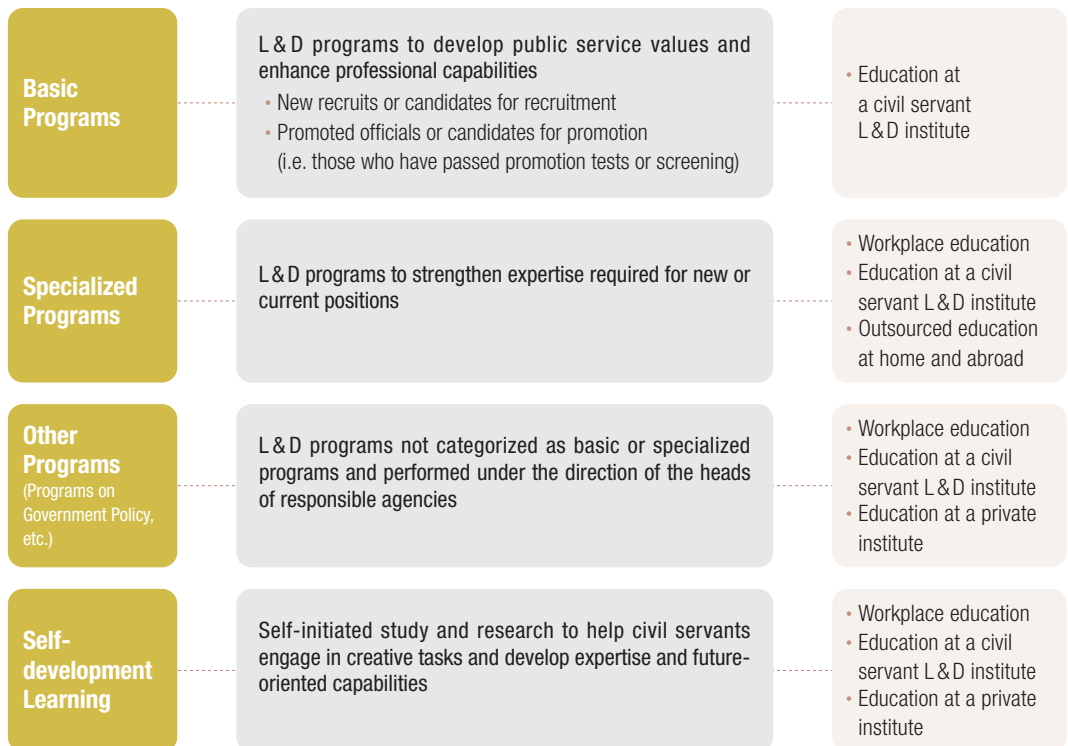 Basic
Programs
L & D programs to develop public service values and
enhance professional capabilities
• New recruits or candidates for recruitment
• Promoted officials or candidates for promotion
(i.e. those who have passed promotion tests or screening)
• Education at
a civil servant
L & D institute
Specialized
Programs
L & D programs to strengthen expertise required for new or
current positions
• Workplace education
• Education at a civil
servant L & D institute
• Outsourced education
at home and abroad
Other
Programs
(Programs on
Government Policy,
etc.)
L & D programs not categorized as basic or specialized
programs and performed under the direction of the heads
of responsible agencies
• Workplace education
• Education at a civil
servant L & D institute
• Education at a private
institute
Self-
development
Learning
Self-initiated study and research to help civil servants
engage in creative tasks and develop expertise and future-
oriented capabilities
• Workplace education
• Education at a civil
servant L & D institute
• Education at a private
institute